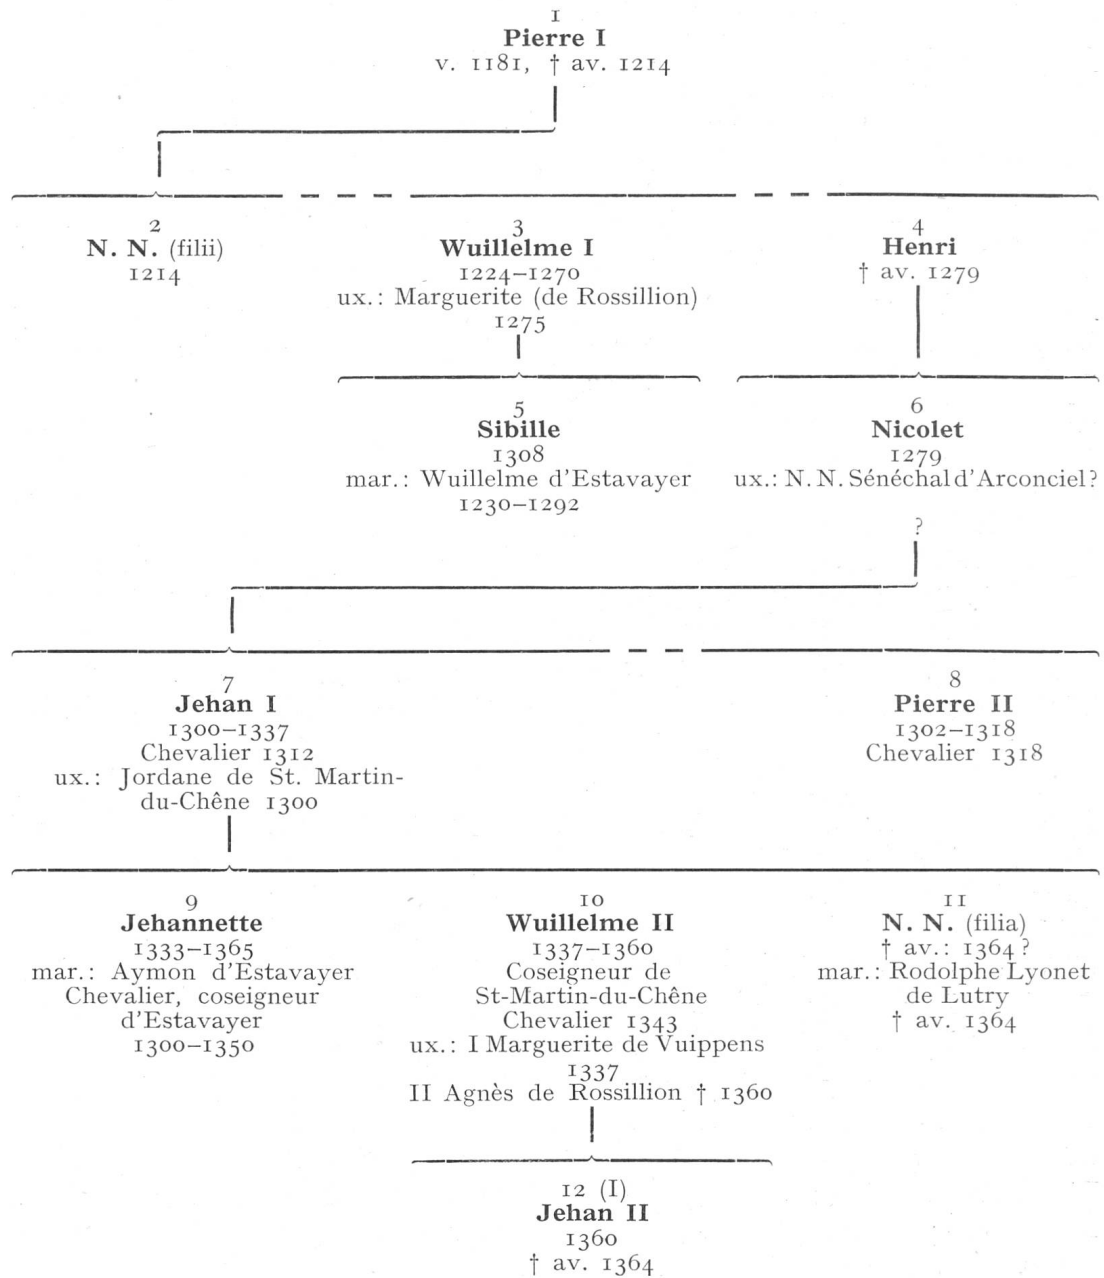 1
Pierre I
v. 1181, † av. 1214
2
N. N. (filii)
1214
3
Wuillelme I
1224–1270
ux.: Marguerite (de Rossillion)
1275
4
Henri
† av. 1279
5
Sibille
1308
mar.: Wuillelme d'Estavayer
1230–1292
6
Nicolet
1279
ux.: N. N. Sénéchal d'Arconciel?
?
7
Jehan I
1300–1337
Chevalier 1312
ux.: Jordane de St. Martin-
du-Chêne 1300
8
Pierre II
1302–1318
Chevalier 1318
9
Jehannette
1333–1365
mar.: Aymon d'Estavayer
Chevalier, coseigneur
d'Estavayer
1300–1350
10
Wuillelme II
1337–1360
Coseigneur de
St-Martin-du-Chêne
Chevalier 1343
ux.: I Marguerite de Vuippens
1337
II Agnès de Rossillion † 1360
11
N. N. (filia)
† av.: 1364 ?
mar.: Rodolphe Lyonet
de Lutry
† av. 1364
12 (I)
Jehan II
1360
† av. 1364